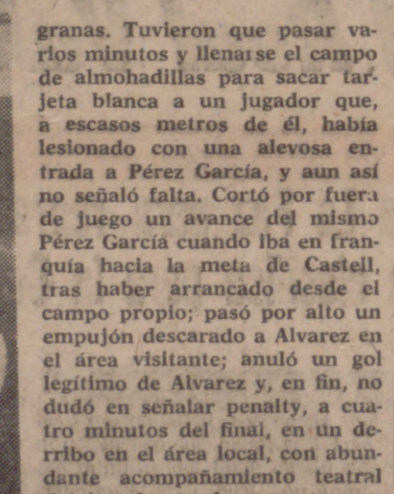 granas. Tuvieron que pasar va-
rios minutos y llenarse el campo
de almohadillas para sacar tar-
jeta blanca a un jugador que,
a escasos metros de él, había
lesionado con una alevosa en-
trada a Pérez García, y aun así
no señaló falta. Cortó por fuera
de juego un avance del mismo
Pérez García cuando iba en fran-
quía hacia la meta de Castell,
tras haber arrancado desde el
campo propio; pasó por alto un
empujón descarado a Alvarez en
el área visitante; anuló un gol
legítimo de Alvarez y, en fin, no
dudó en señalar penalty, a cua-
tro minutos del final, en un de-
rribo en el área local, con abun-
dante acompañamiento teatral